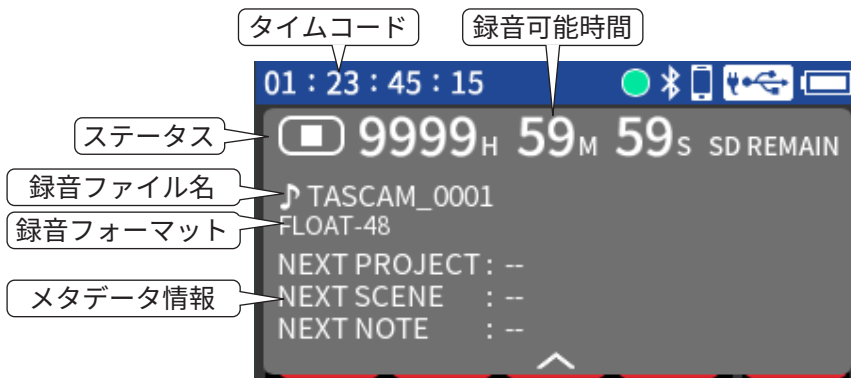 タイムコード
録音可能時間
01 : 23 : 45 : 15
ステータス
9999H 59M 59S SD REMAIN
録音ファイル名
TASCAM_0001
録音フォーマット
FLOAT-48
NEXT PROJECT : --
メタデータ情報
NEXT SCENE : --
NEXT NOTE : --